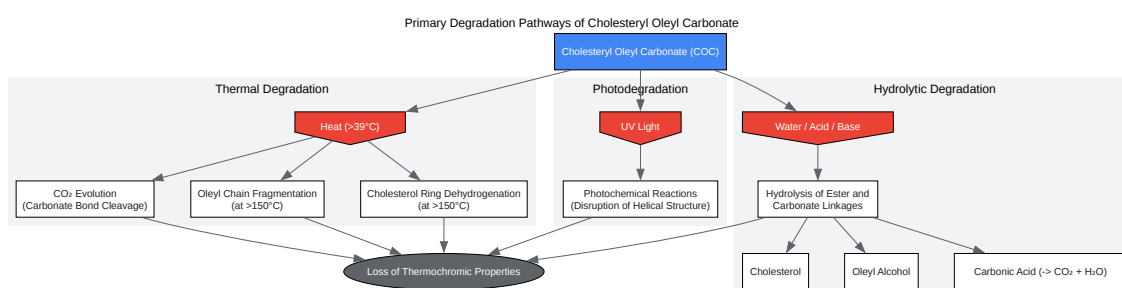 Primary Degradation Pathways of Cholesteryl Oleyl Carbonate
Cholesteryl Oleyl Carbonate (COC)
Thermal Degradation
Photodegradation
Hydrolytic Degradation
Heat (>39°C)
UV Light
Water / Acid / Base
CO₂ Evolution
(Carbonate Bond Cleavage)
Oleyl Chain Fragmentation
(at >150°C)
Cholesterol Ring Dehydrogenation
(at >150°C)
Photochemical Reactions
(Disruption of Helical Structure)
Hydrolysis of Ester and
Carbonate Linkages
Loss of Thermochromic Properties
Cholesterol
Oleyl Alcohol
Carbonic Acid (-> CO₂ + H₂O)